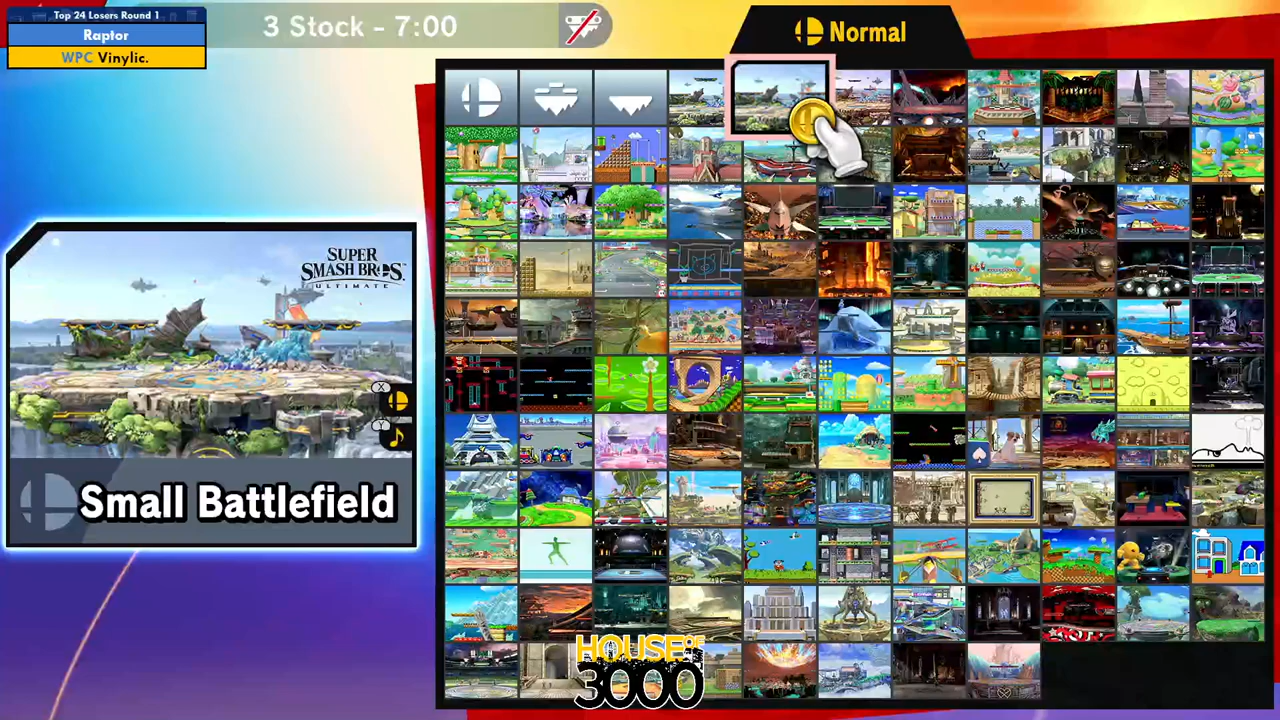 Top 24 Losers Round 1
Raptor
WPC Vinylic.
3 Stock - 7:00
Normal
SUPER
SMASH BROS.
ULTIMATE
X
Y
Small Battlefield
HOUSE OF
3000